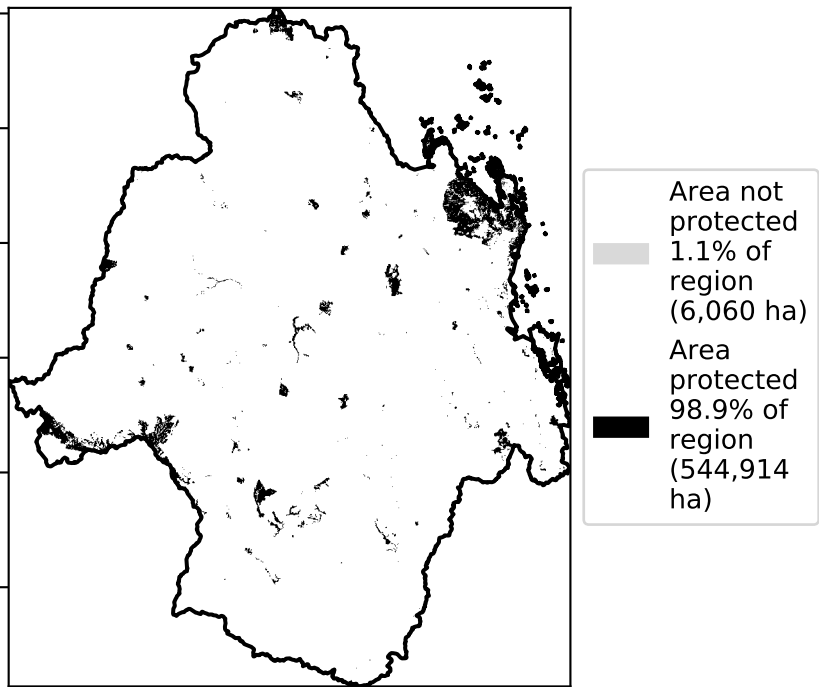 Area not
protected
1.1% of
region
(6,060 ha)
Area
protected
98.9% of
region
(544,914
ha)